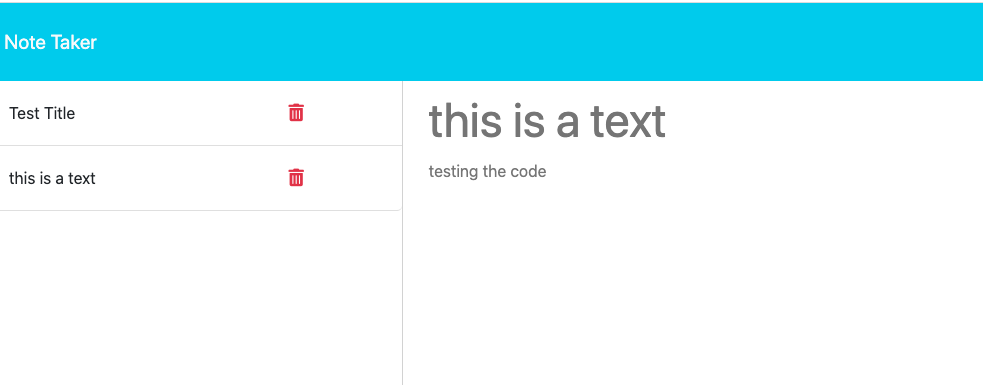 Note Taker
Test Title
this is a text
this is a text
testing the code